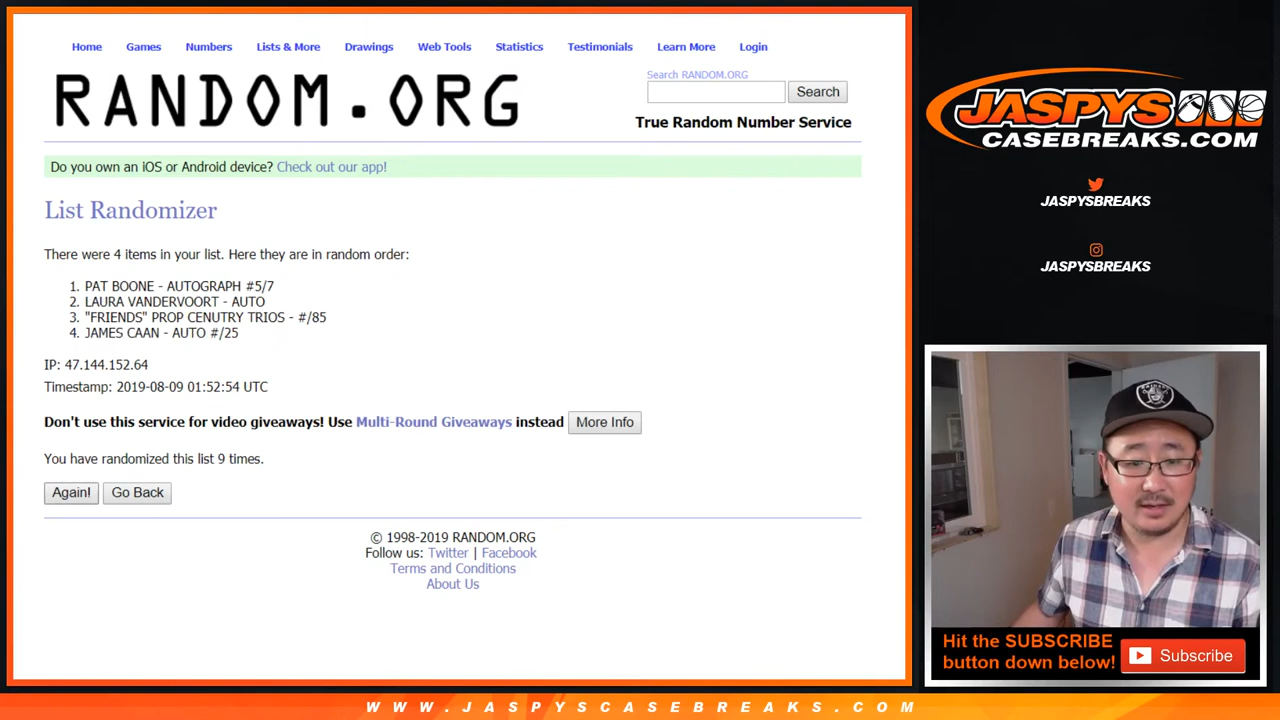 Home Games Numbers Lists & More Drawings Web Tools Statistics Testimonials Learn More Login
RANDOM.ORG
Search RANDOM.ORG
Search
True Random Number Service
Do you own an iOS or Android device? Check out our app!
List Randomizer
There were 4 items in your list. Here they are in random order:
1. PAT BOONE - AUTOGRAPH #5/7
2. LAURA VANDERVOORT - AUTO
3. "FRIENDS" PROP CENUTRY TRIOS - #/85
4. JAMES CAAN - AUTO #/25
IP: 47.144.152.64
Timestamp: 2019-08-09 01:52:54 UTC
Don't use this service for video giveaways! Use Multi-Round Giveaways instead More Info
You have randomized this list 9 times.
Again! Go Back
© 1998-2019 RANDOM.ORG
Follow us: Twitter | Facebook
Terms and Conditions
About Us
JASPYS
CASEBREAKS.COM
JASPYSBREAKS
JASPYSBREAKS
Hit the SUBSCRIBE
button down below!
Subscribe
WWW.JASPYSCASEBREAKS.COM